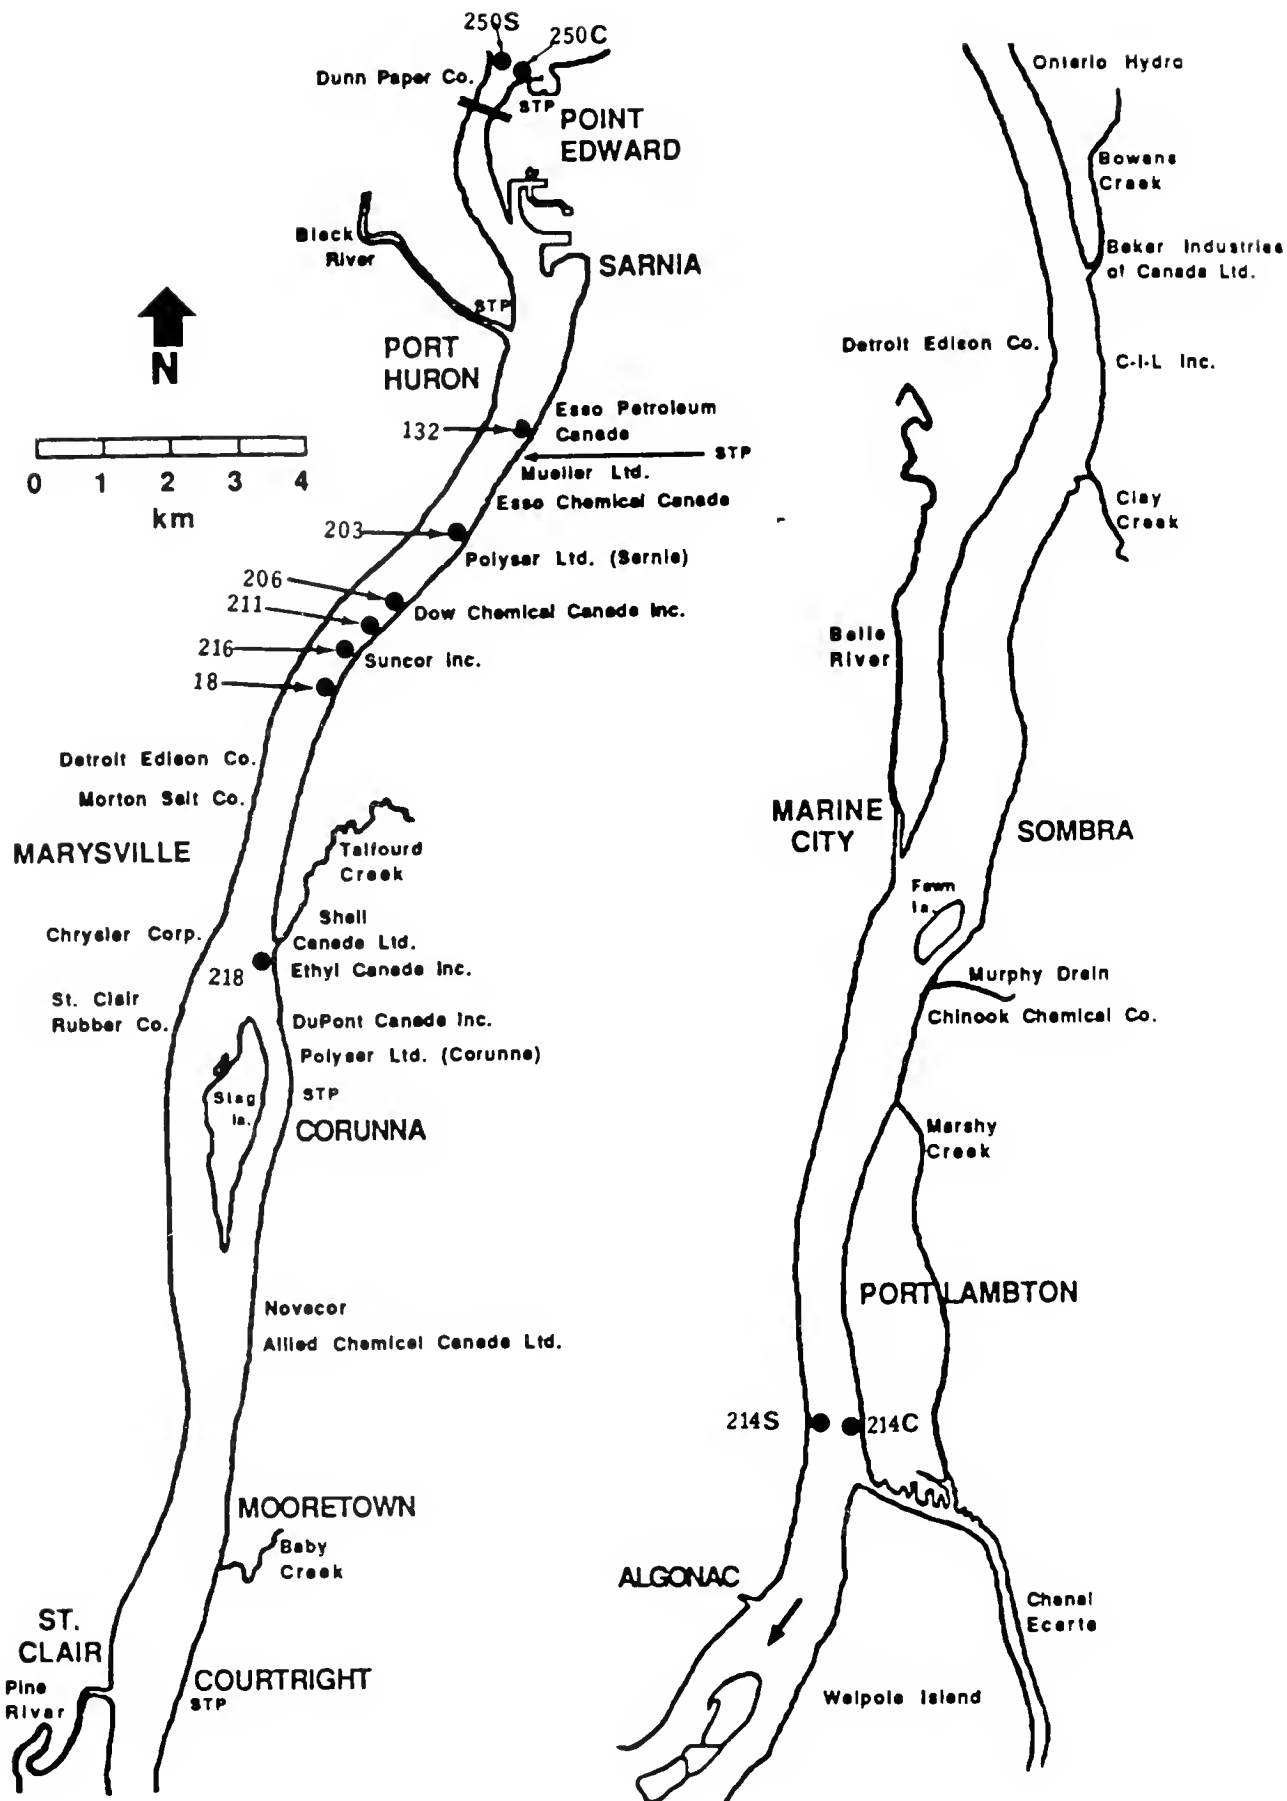 250S
250C
Dunn Paper Co.
STP
POINT
EDWARD
Black
River
SARNIA
STP
N
PORT
HURON
0 1 2 3 4
km
132
Esso Petroleum
Canada
STP
Mueller Ltd.
Esso Chemical Canada
203
Polysar Ltd. (Sarnia)
206
211
Dow Chemical Canada Inc.
216
Suncor Inc.
18
Detroit Edison Co.
Morton Salt Co.
MARYSVILLE
Talfourd
Creek
Chrysler Corp.
Shell
Canada Ltd.
218
Ethyl Canada Inc.
St. Clair
Rubber Co.
DuPont Canada Inc.
Polysar Ltd. (Corunna)
Stag
Is.
STP
CORUNNA
Novacor
Allied Chemical Canada Ltd.
MOORETOWN
Baby
Creek
ST.
CLAIR
Pine
River
COURTRIGHT
STP
Ontario Hydro
Bowens
Creek
Beker Industries
of Canada Ltd.
Detroit Edison Co.
C-I-L Inc.
Clay
Creek
Belle
River
MARINE
CITY
SOMBRA
Fawn
Is.
Murphy Drain
Chinook Chemical Co.
Marshy
Creek
PORT LAMBTON
214S
214C
ALGONAC
Chenal
Ecarte
Walpole Island